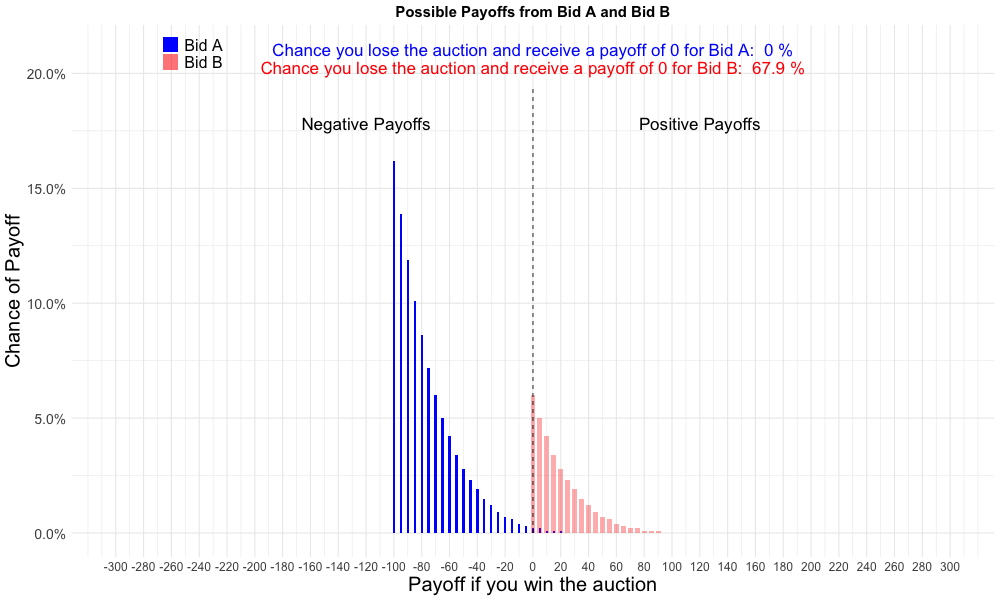 Possible Payoffs from Bid A and Bid B
Bid A
Bid B
Chance you lose the auction and receive a payoff of 0 for Bid A:  0 %
Chance you lose the auction and receive a payoff of 0 for Bid B:  67.9 %
Negative Payoffs
Positive Payoffs
Chance of Payoff
20.0%
15.0%
10.0%
5.0%
0.0%
-300 -280 -260 -240 -220 -200 -180 -160 -140 -120 -100 -80 -60 -40 -20 0 20 40 60 80 100 120 140 160 180 200 220 240 260 280 300
Payoff if you win the auction